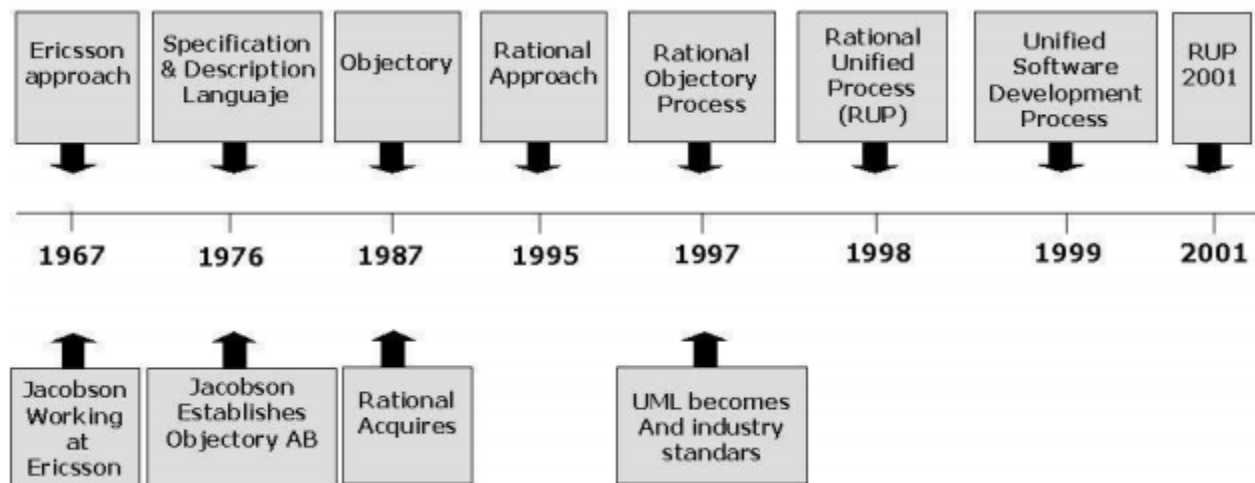 Ericsson
approach
Specification
& Description
Languaje
Objectory
Rational
Approach
Rational
Objectory
Process
Rational
Unified
Process
(RUP)
Unified
Software
Development
Process
RUP
2001
1967
1976
1987
1995
1997
1998
1999
2001
Jacobson
Working
at
Ericsson
Jacobson
Establishes
Objectory AB
Rational
Acquires
UML becomes
And industry
standars